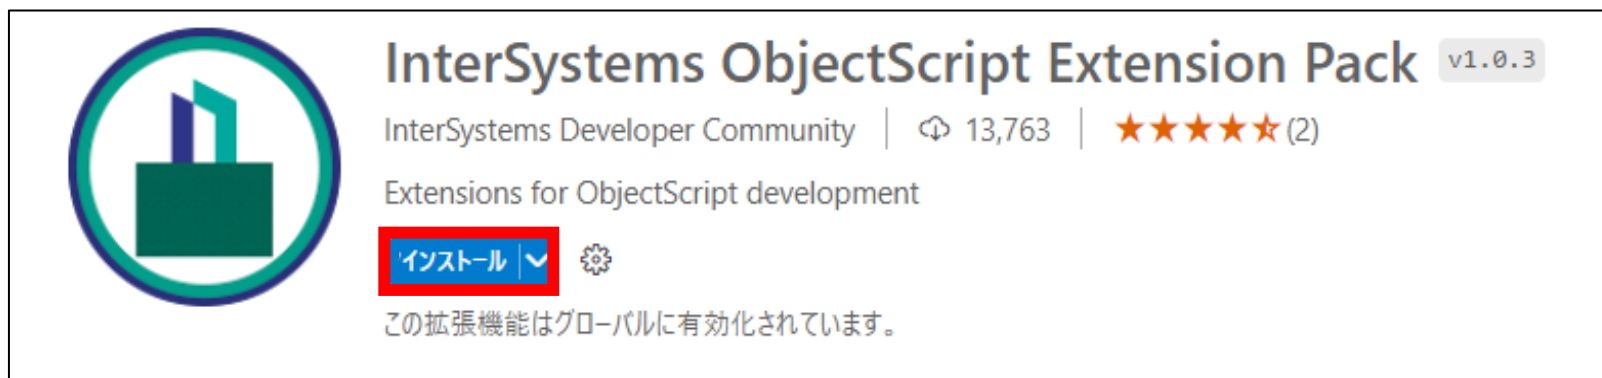 InterSystems ObjectScript Extension Pack v1.0.3
InterSystems Developer Community 13,763 (2)
Extensions for ObjectScript development
インストール
この拡張機能はグローバルに有効化されています。